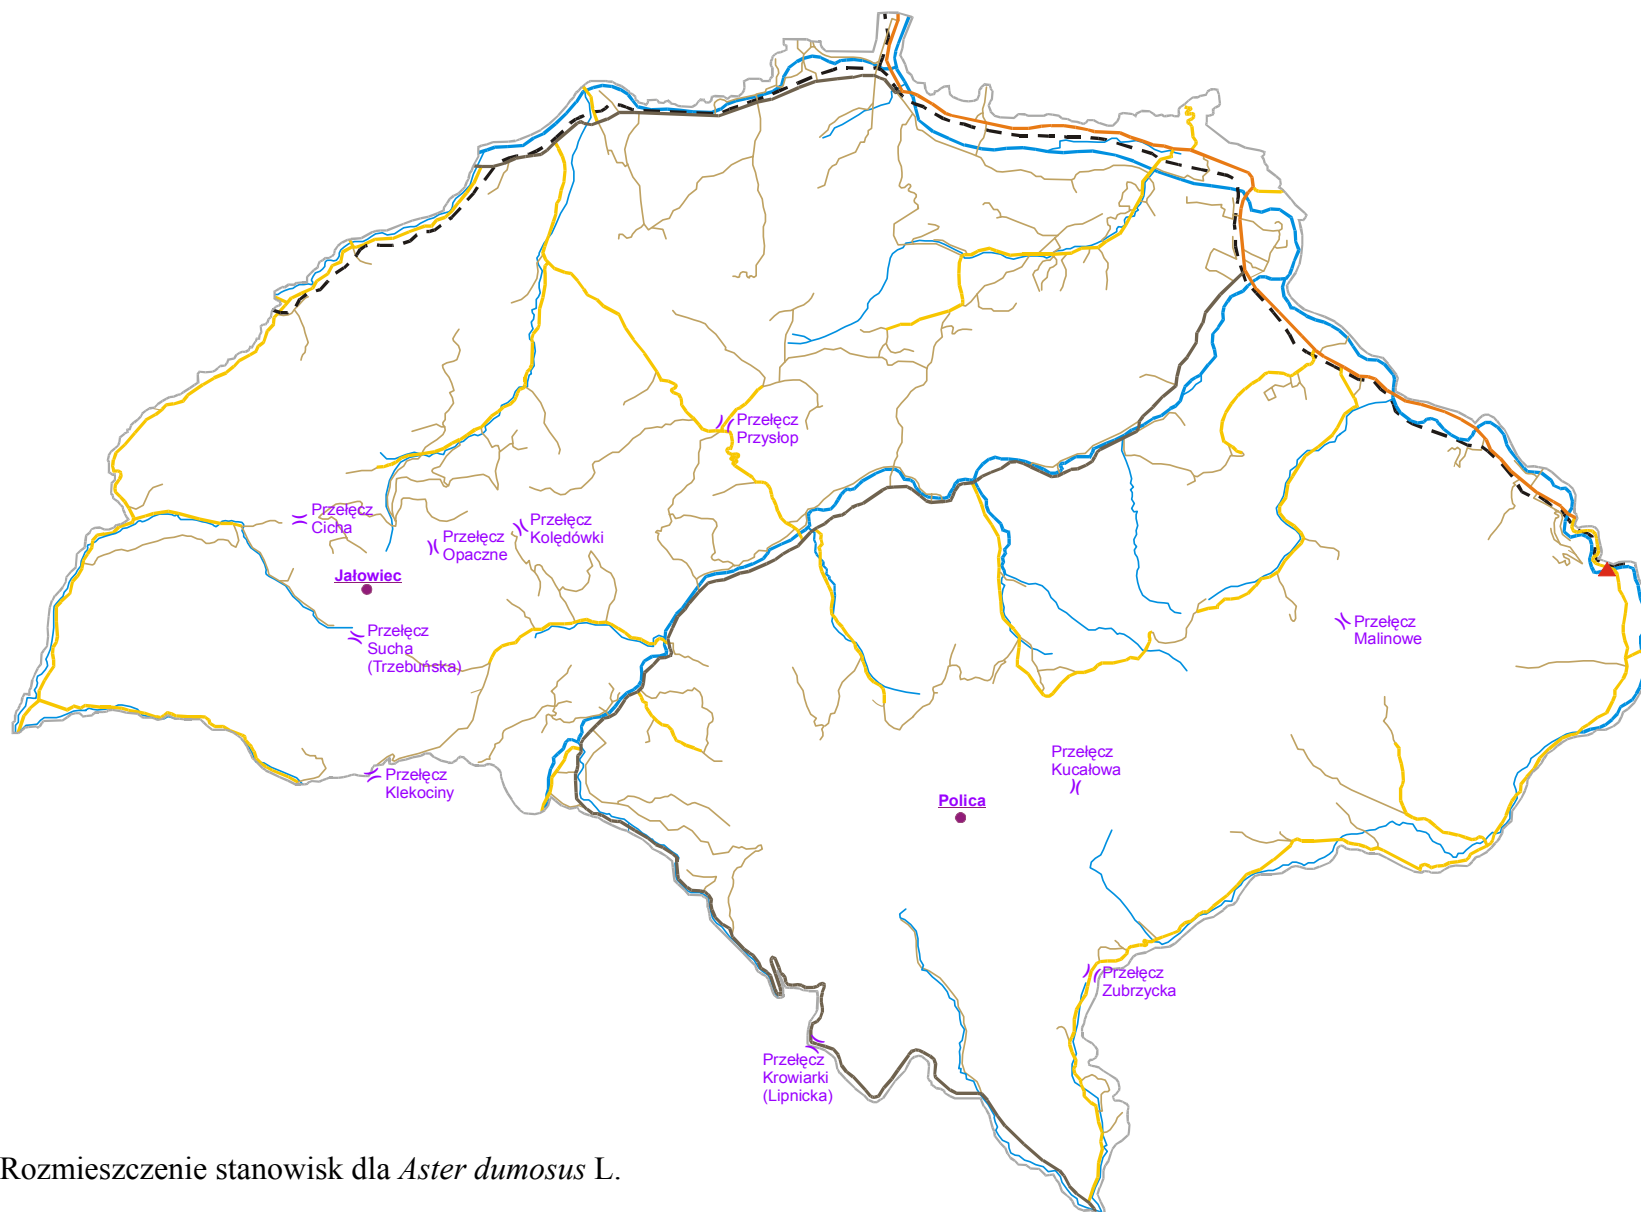 Przełęcz
Przysłop
Przełęcz
Cicha
Przełęcz
Kolędówki
Przełęcz
Opaczne
Jałowiec
Przełęcz
Sucha
(Trzebuńska)
Przełęcz
Malinowe
Przełęcz
Klekociny
Przełęcz
Kucałowa
Polica
Przełęcz
Zubrzycka
Przełęcz
Krowiarki
(Lipnicka)
Rozmieszczenie stanowisk dla Aster dumosus L.